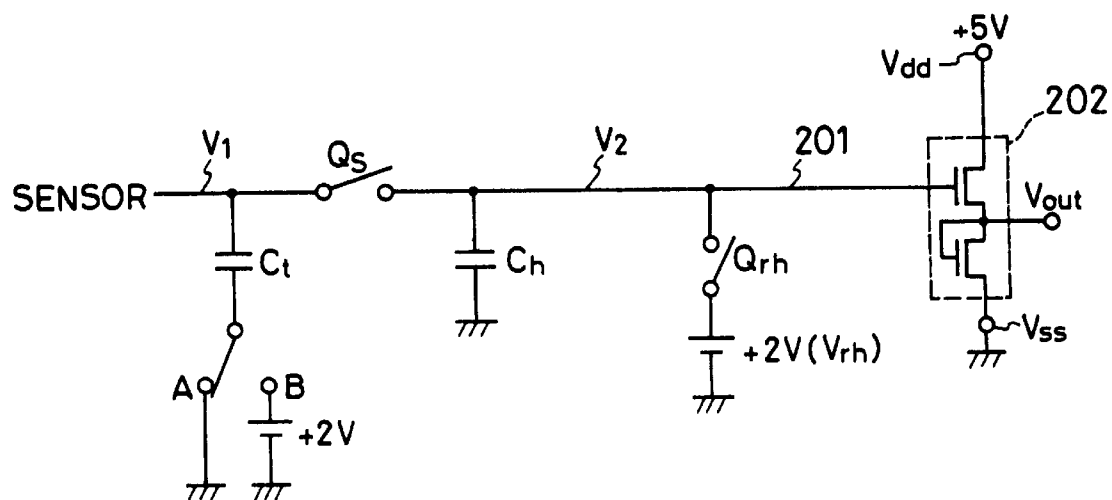 +5V
Vdd
202
V1
Qs
V2
201
SENSOR
Vout
Ct
Ch
Qrh
+2V(Vrh)
Vss
A
B
+2V